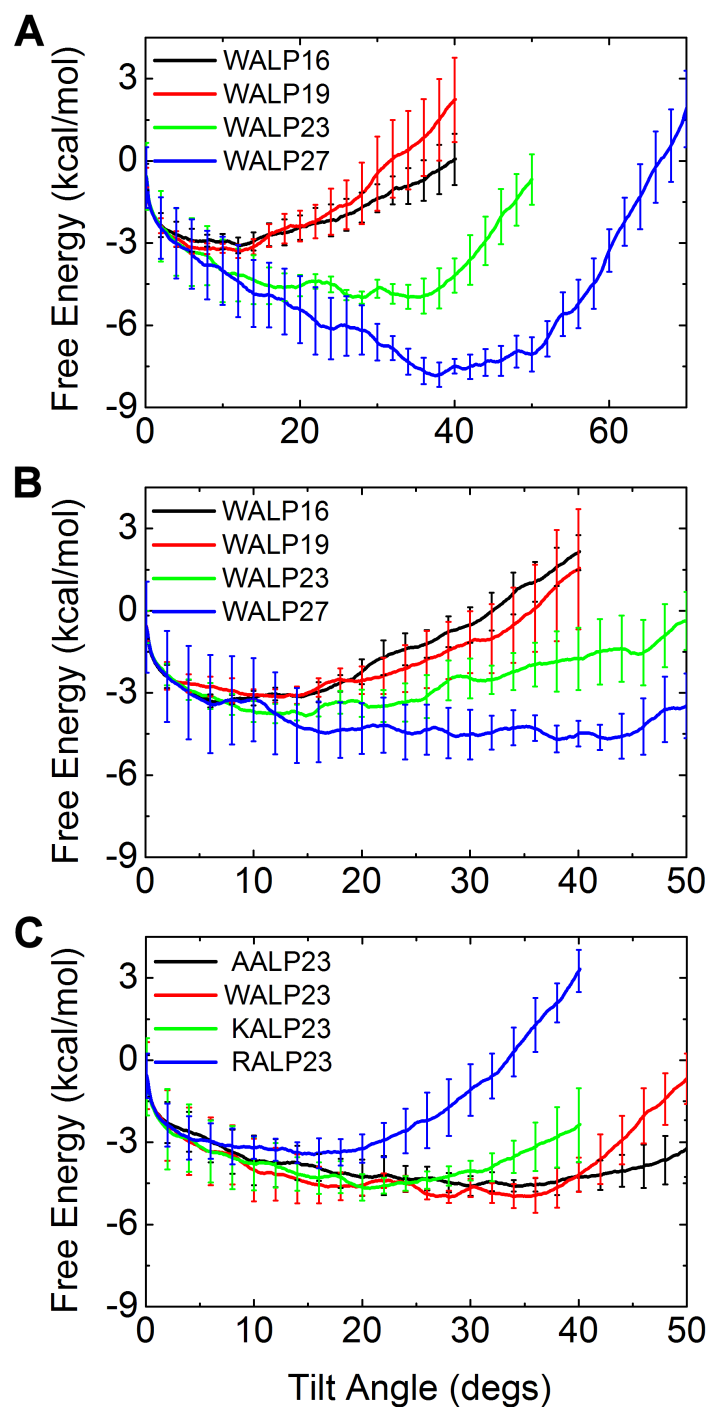 A
Free Energy (kcal/mol)
3
0
-3
-6
-9
WALP16
WALP19
WALP23
WALP27
0 20 40 60
B
Free Energy (kcal/mol)
3
0
-3
-6
-9
WALP16
WALP19
WALP23
WALP27
0 10 20 30 40 50
C
Free Energy (kcal/mol)
3
0
-3
-6
-9
AALP23
WALP23
KALP23
RALP23
0 10 20 30 40 50
Tilt Angle (degs)